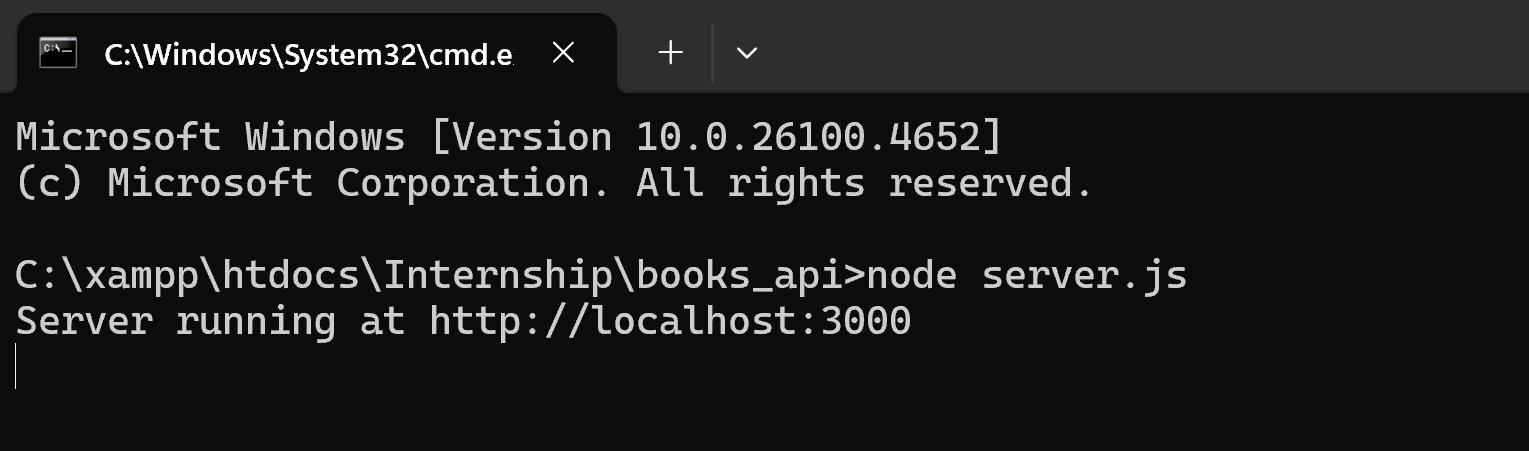 C:\Windows\System32\cmd.e
Microsoft Windows [Version 10.0.26100.4652]
(c) Microsoft Corporation. All rights reserved.
C:\xampp\htdocs\Internship\books_api>node server.js
Server running at http://localhost:3000